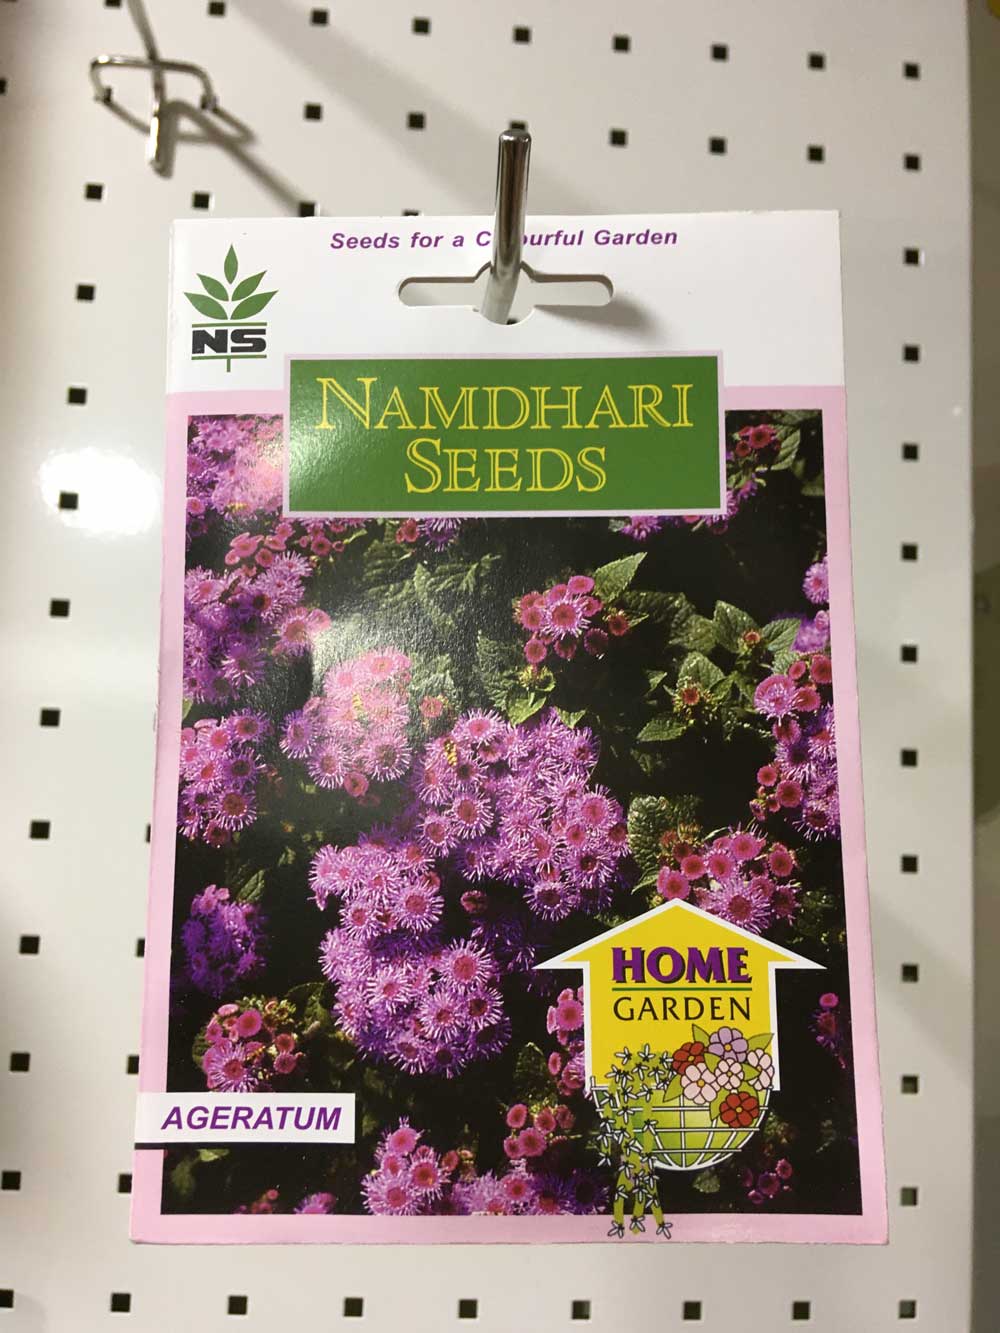 Seeds for a C ourful Garden
NS
NAMDHARI
SEEDS
HOME
GARDEN
AGERATUM